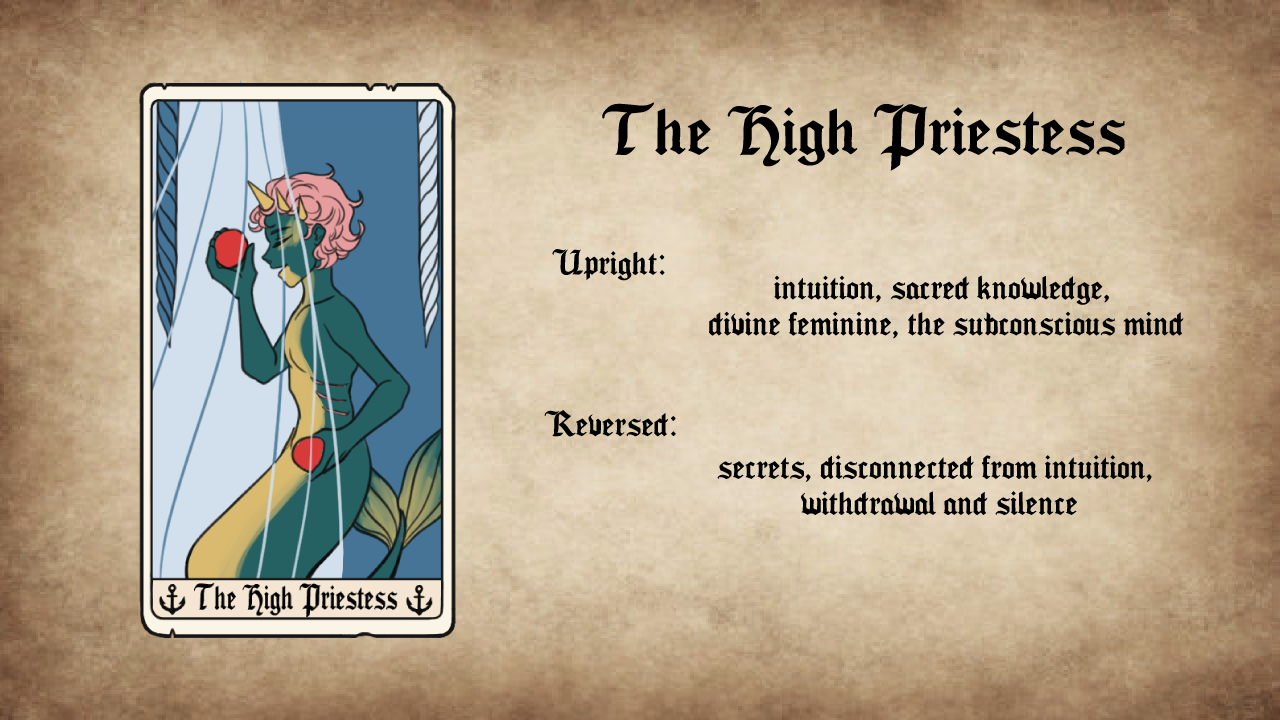 The High Priestess
Upright:
intuition, sacred knowledge,
divine feminine, the subconscious mind
Reversed:
secrets, disconnected from intuition,
withdrawal and silence
The High Priestess